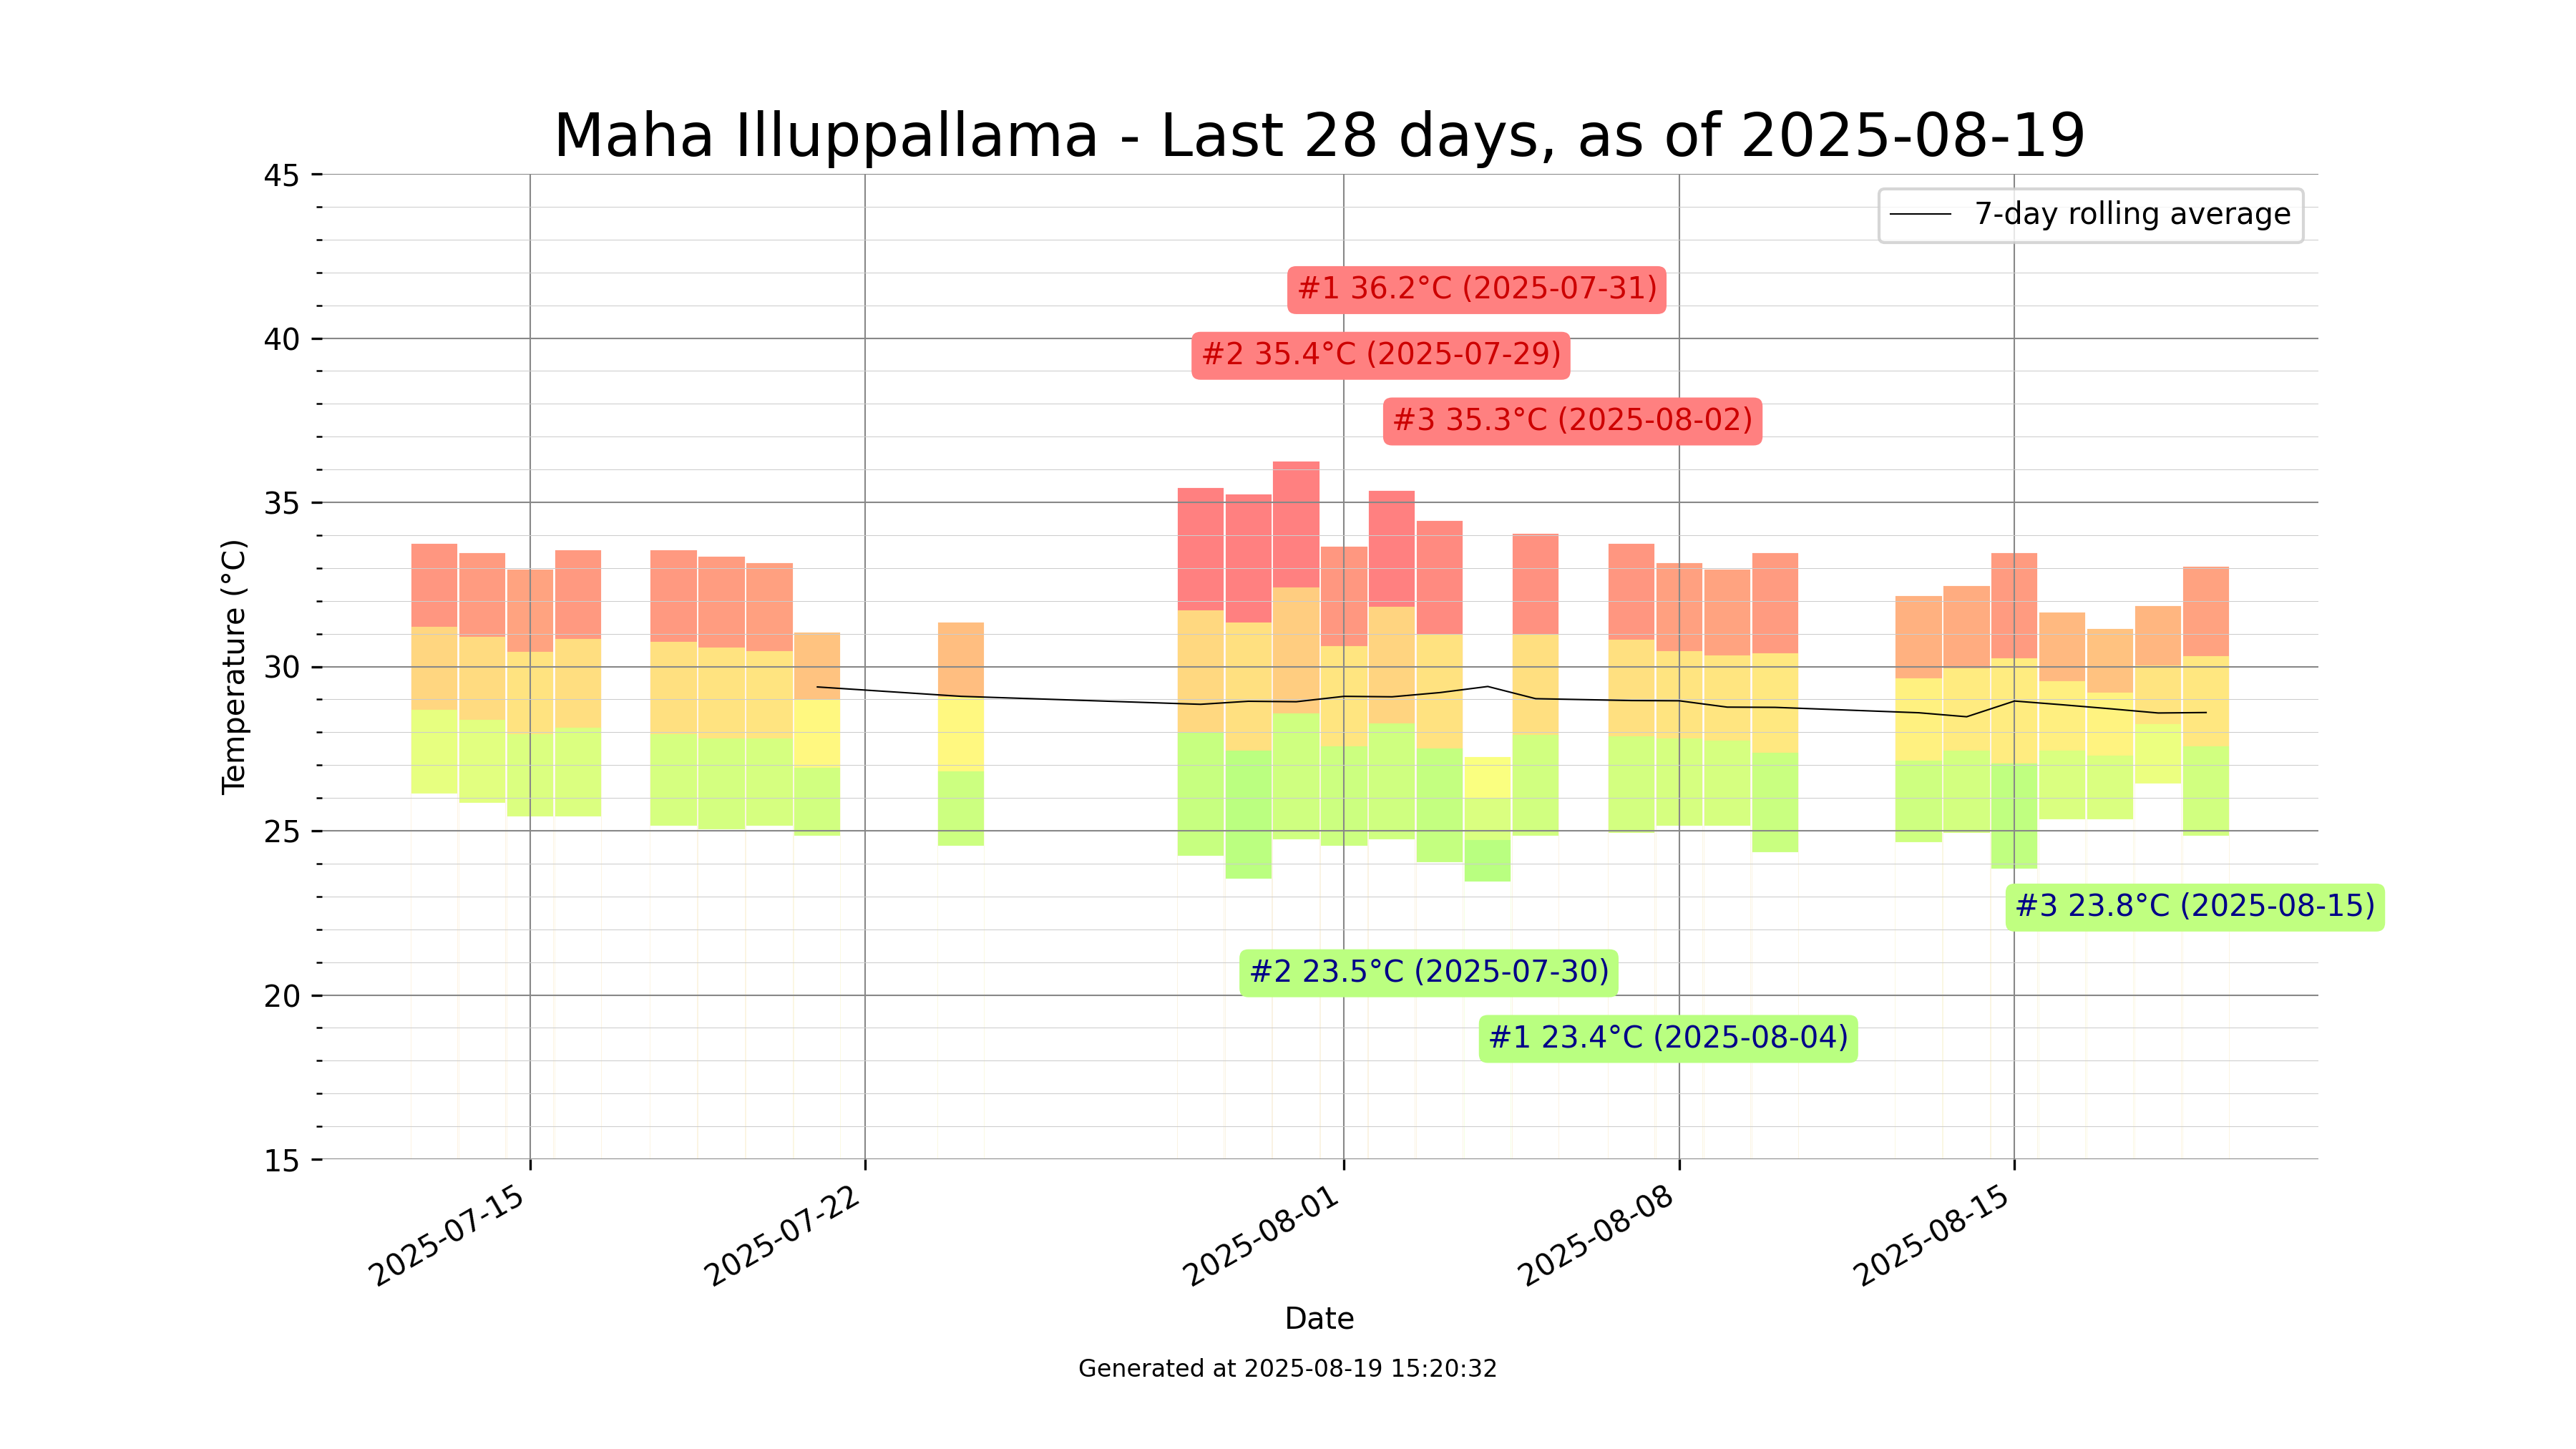 Maha Illuppallama - Last 28 days, as of 2025-08-19
45
40
35
30
25
20
15
Temperature (°C)
7-day rolling average
#1 36.2°C (2025-07-31)
#2 35.4°C (2025-07-29)
#3 35.3°C (2025-08-02)
#3 23.8°C (2025-08-15)
#2 23.5°C (2025-07-30)
#1 23.4°C (2025-08-04)
2025-07-15
2025-07-22
2025-08-01
2025-08-08
2025-08-15
Date
Generated at 2025-08-19 15:20:32